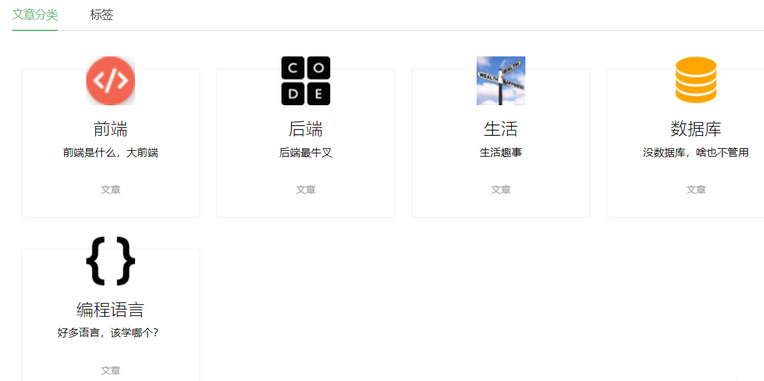 文章分类 标签
前端
前端是什么，大前端
文章
CODE
后端
后端最牛叉
文章
生活
生活趣事
文章
数据库
没数据库，啥也不管用
文章
编程语言
好多语言，该学哪个？
文章